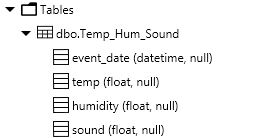 Tables
dbo.Temp_Hum_Sound
event_date (datetime, null)
temp (float, null)
humidity (float, null)
sound (float, null)